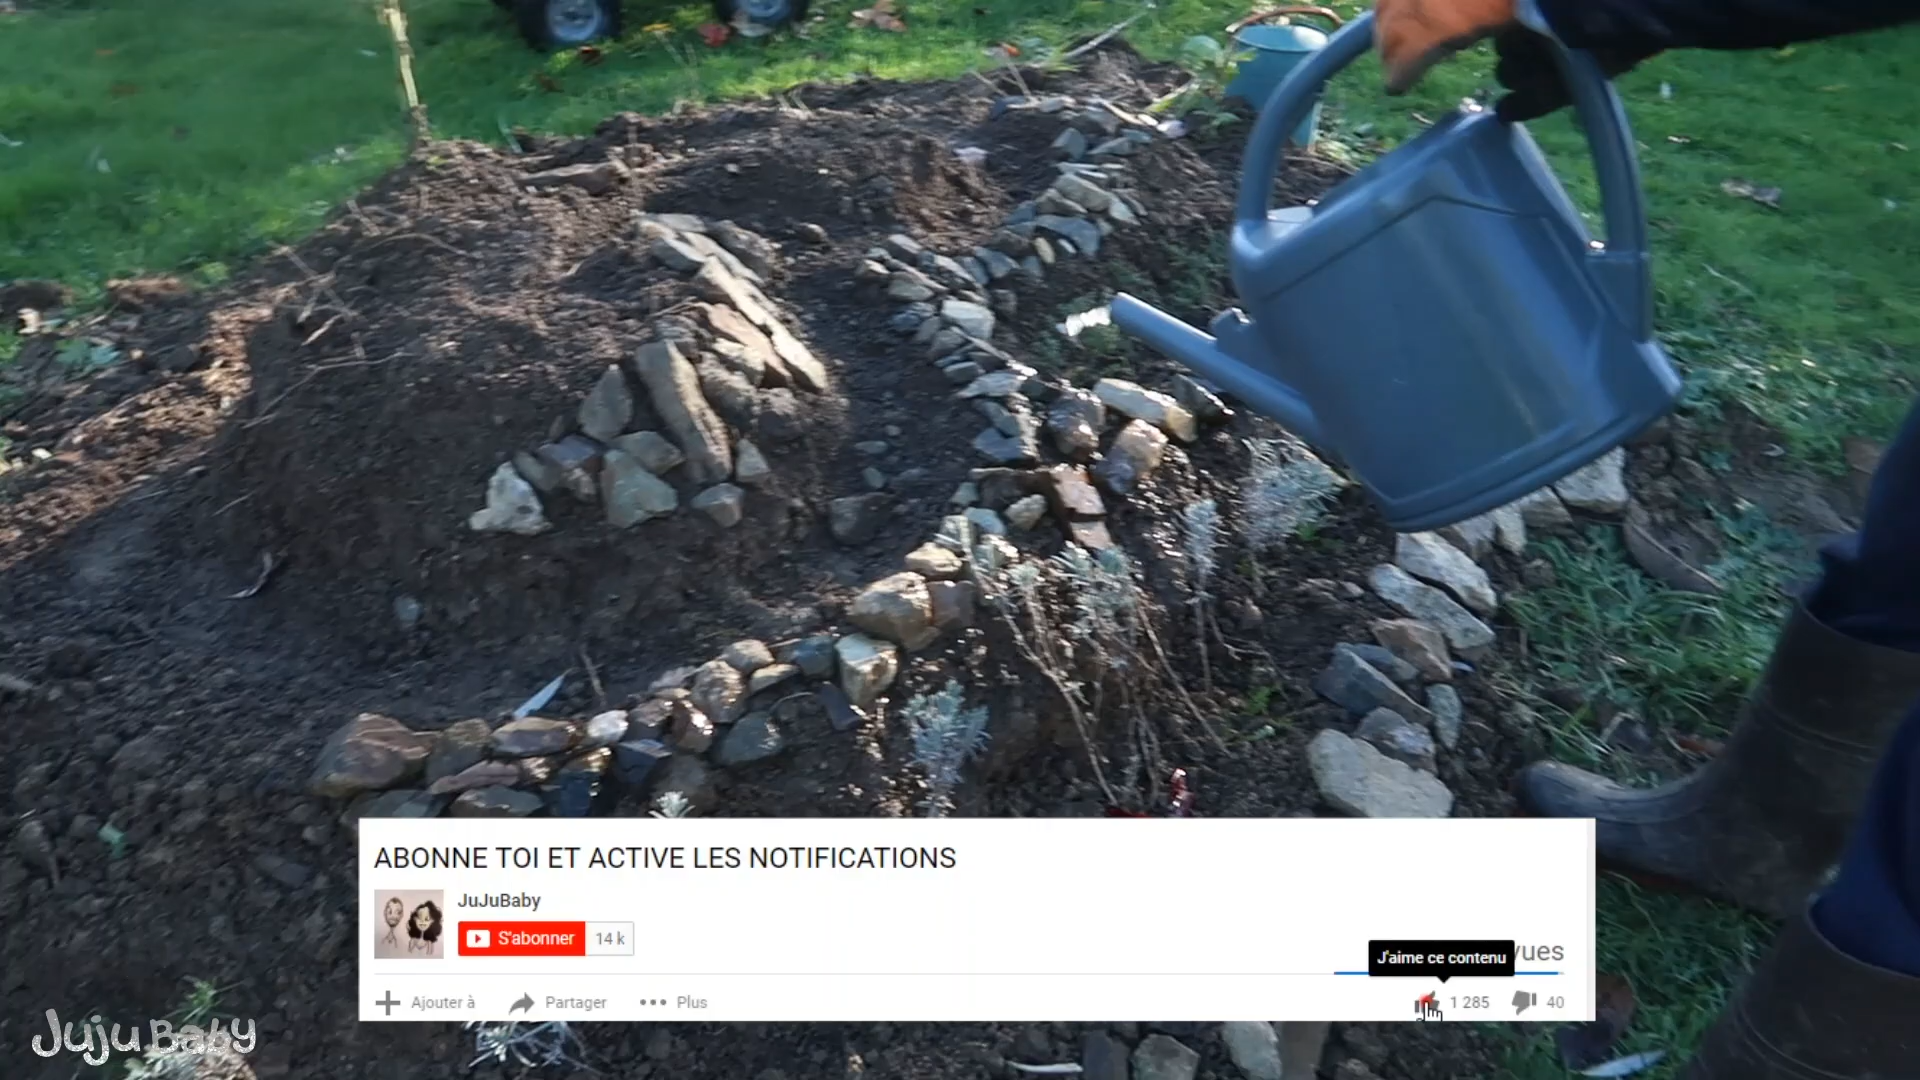 ABONNE TOI ET ACTIVE LES NOTIFICATIONS
JuJuBaby
S'abonner 14 k
vues
J'aime ce contenu
Ajouter à Partager Plus 1 285 40
Juju Baby